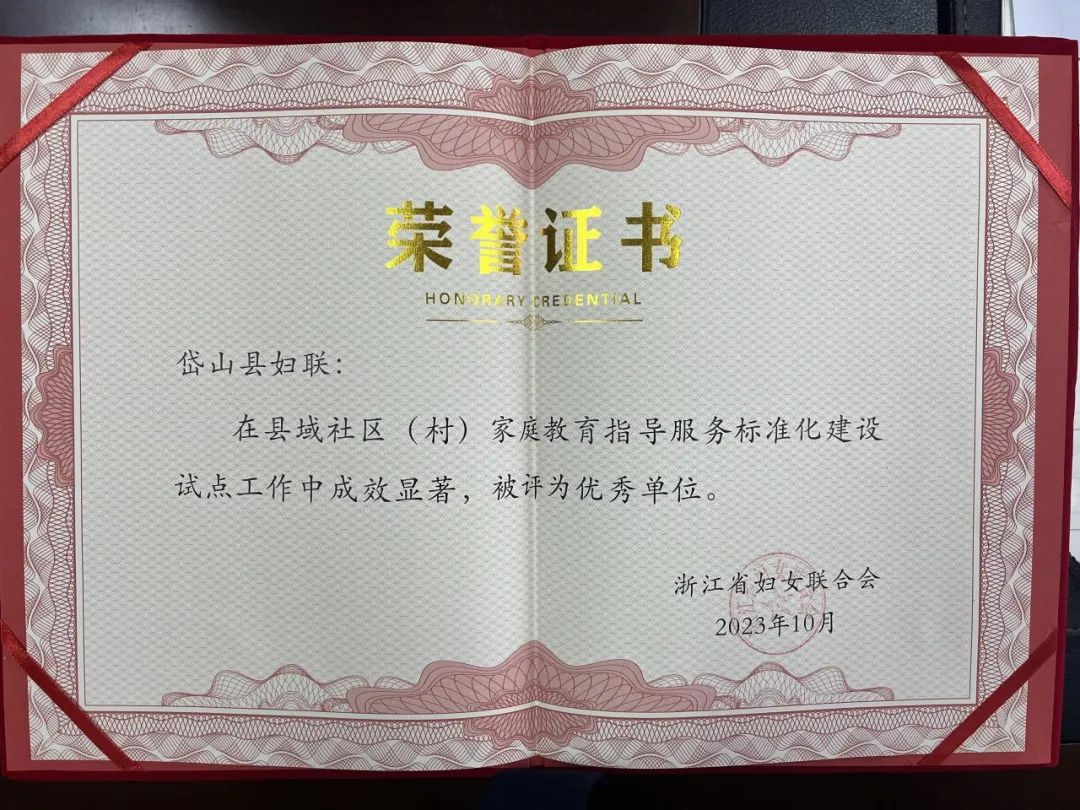 荣誉证书
HONORARY CREDENTIAL
岱山县妇联：
在县域社区（村）家庭教育指导服务标准化建设
试点工作中成效显著，被评为优秀单位。
浙江省妇女联合会
2023年10月